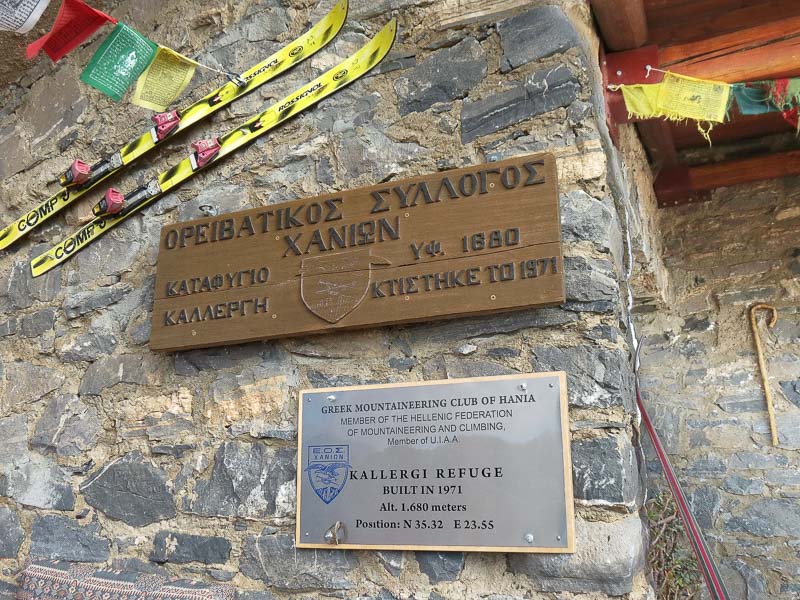 ROSSIGNOL
ROSSIGNOL
COMP J
COMP J
ΟΡΕΙΒΑΤΙΚΟΣ ΣΥΛΛΟΓΟΣ
ΧΑΝΙΩΝ
ΚΑΤΑΦΥΓΙΟ
ΚΑΛΛΕΡΓΗ
ΥΨ. 1680
ΚΤΙΣΤΗΚΕ ΤΟ 1971
GREEK MOUNTAINEERING CLUB OF HANIA
MEMBER OF THE HELLENIC FEDERATION
OF MOUNTAINEERING AND CLIMBING,
Member of U.I.A.A.
Ε.Ο.Σ
ΧΑΝΙΩΝ
KALLERGI REFUGE
BUILT IN 1971
Alt. 1.680 meters
Position: N 35.32 E 23.55